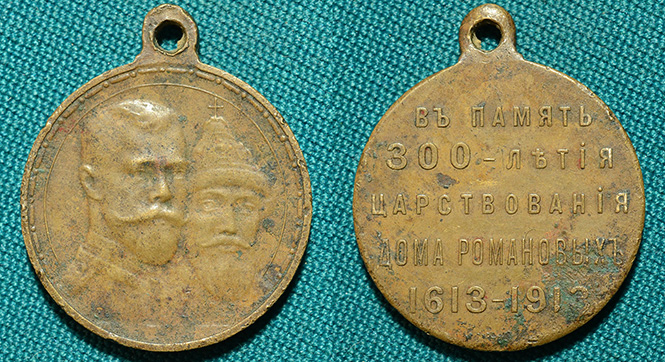 ВЪ ПАМЯТЬ
300-ЛѢТІЯ
ЦАРСТВОВАНІЯ
ДОМА РОМАНОВЫХЪ
1613-1913